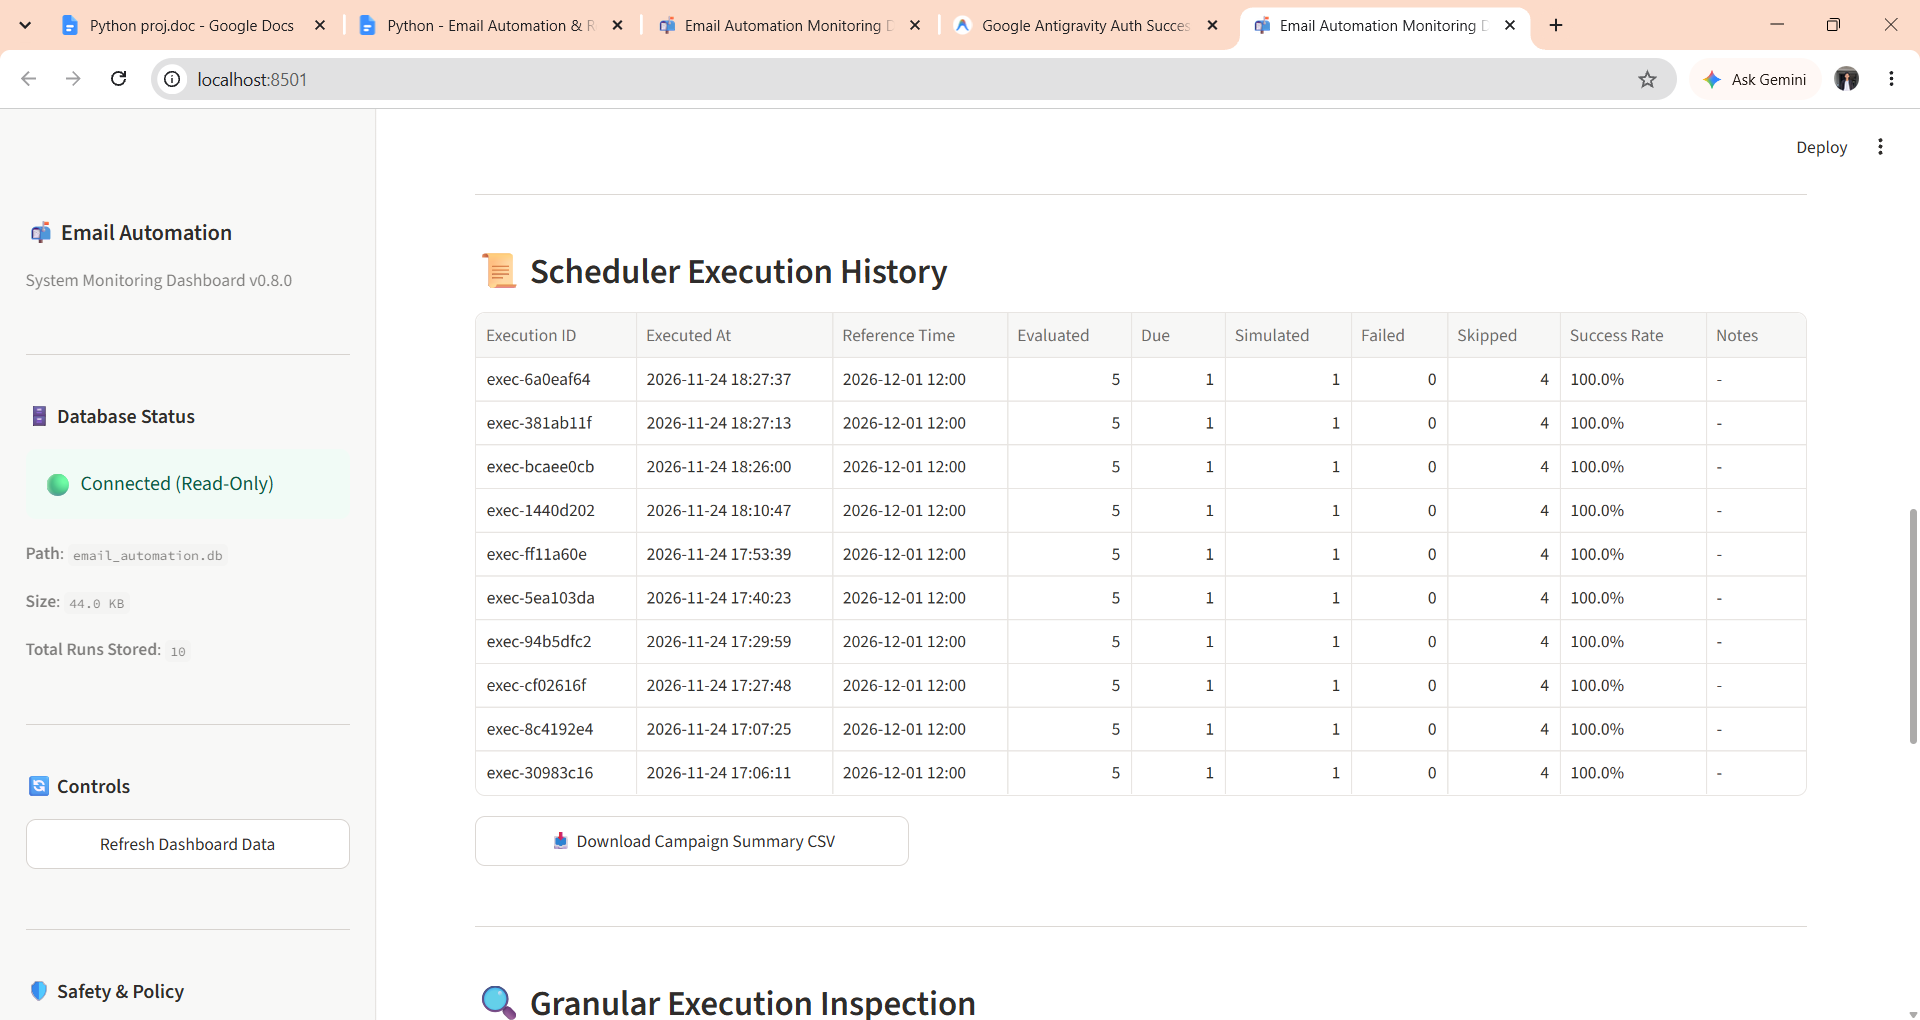 Python proj.doc - Google Docs
Python - Email Automation & R
Email Automation Monitoring D
Google Antigravity Auth Succes
Email Automation Monitoring D
localhost:8501
Ask Gemini
Deploy
Email Automation
System Monitoring Dashboard v0.8.0
Database Status
Connected (Read-Only)
Path: email_automation.db
Size: 44.0 KB
Total Runs Stored: 10
Controls
Refresh Dashboard Data
Safety & Policy
Scheduler Execution History
Execution ID Executed At Reference Time Evaluated Due Simulated Failed Skipped Success Rate Notes
exec-6a0eaf64 2026-11-24 18:27:37 2026-12-01 12:00 5 1 1 0 4 100.0% -
exec-381ab11f 2026-11-24 18:27:13 2026-12-01 12:00 5 1 1 0 4 100.0% -
exec-bcaee0cb 2026-11-24 18:26:00 2026-12-01 12:00 5 1 1 0 4 100.0% -
exec-1440d202 2026-11-24 18:10:47 2026-12-01 12:00 5 1 1 0 4 100.0% -
exec-ff11a60e 2026-11-24 17:53:39 2026-12-01 12:00 5 1 1 0 4 100.0% -
exec-5ea103da 2026-11-24 17:40:23 2026-12-01 12:00 5 1 1 0 4 100.0% -
exec-94b5dfc2 2026-11-24 17:29:59 2026-12-01 12:00 5 1 1 0 4 100.0% -
exec-cf02616f 2026-11-24 17:27:48 2026-12-01 12:00 5 1 1 0 4 100.0% -
exec-8c4192e4 2026-11-24 17:07:25 2026-12-01 12:00 5 1 1 0 4 100.0% -
exec-30983c16 2026-11-24 17:06:11 2026-12-01 12:00 5 1 1 0 4 100.0% -
Download Campaign Summary CSV
Granular Execution Inspection